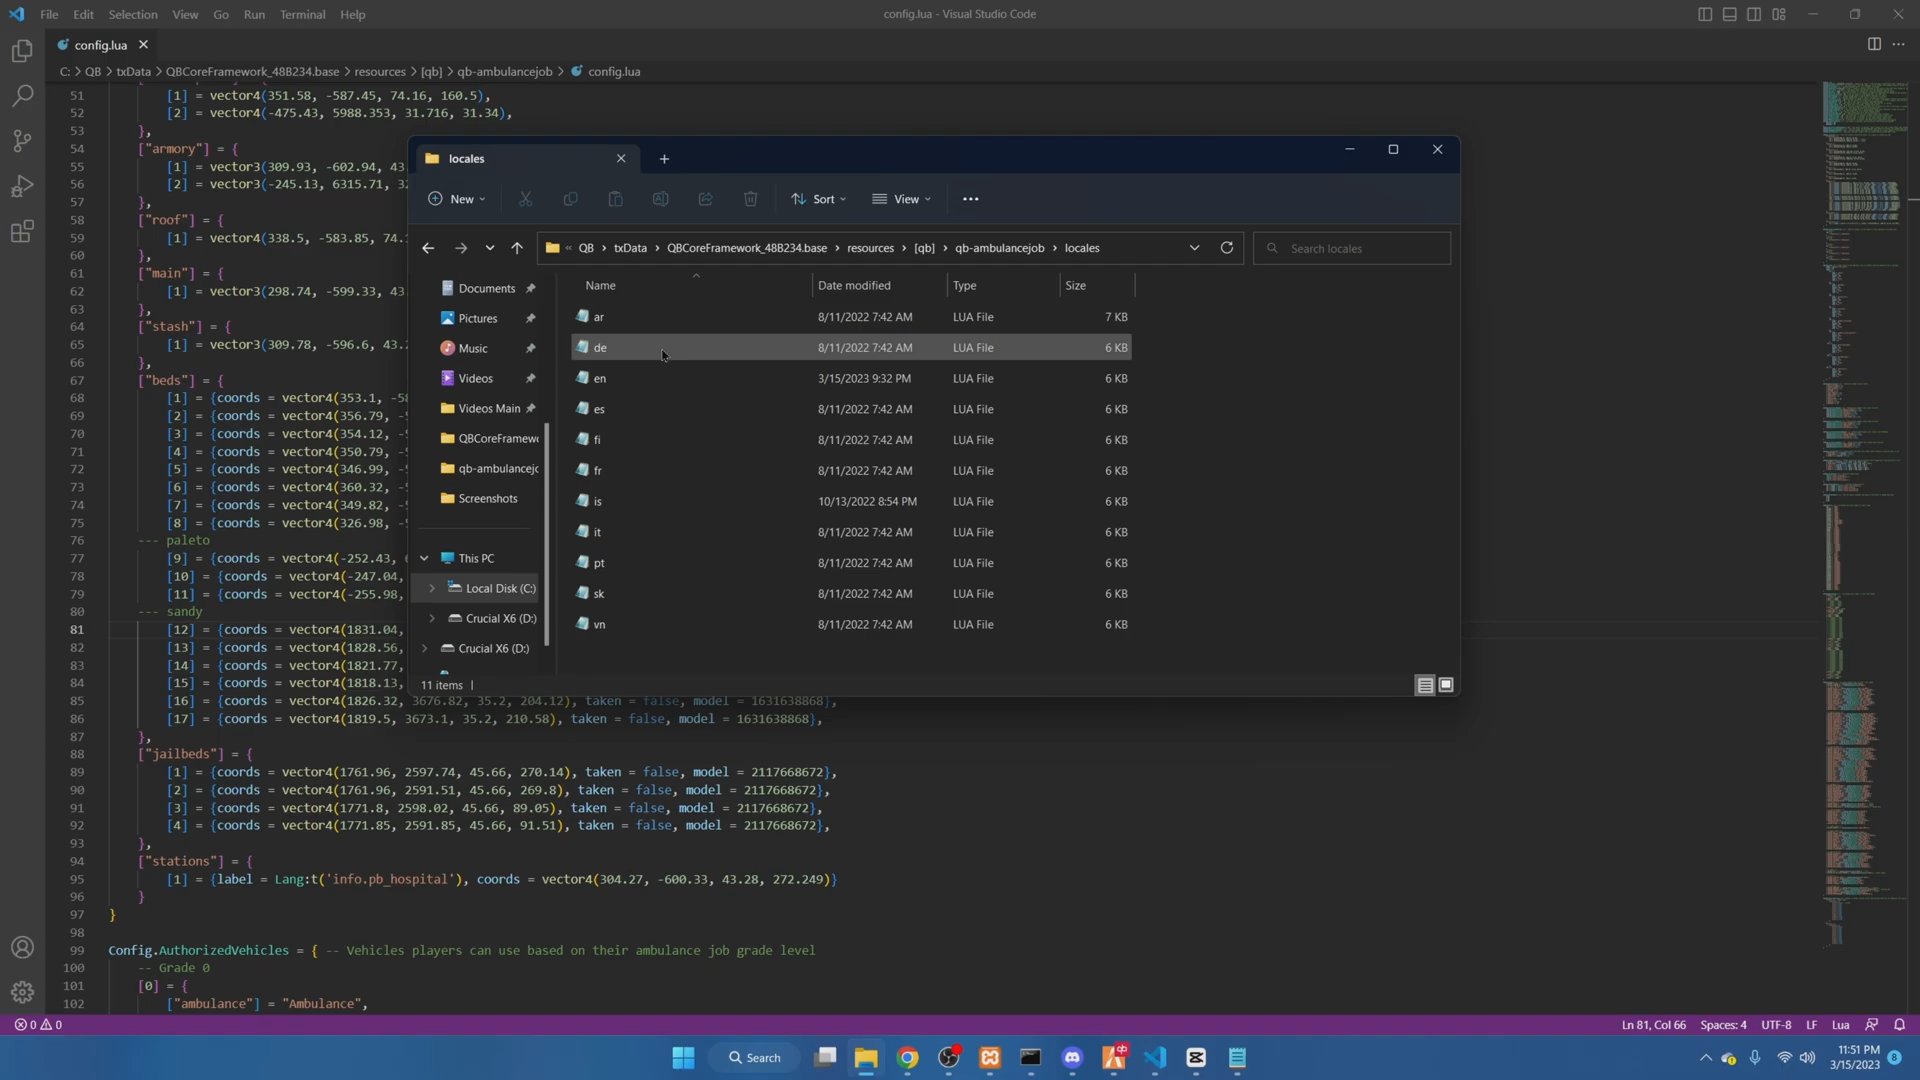 File Edit Selection View Go Run Terminal Help
config.lua - Visual Studio Code
config.lua
C: > QB > txData > QBCoreFramework_48B234.base > resources > [qb] > qb-ambulancejob > config.lua
51 [1] = vector4(351.58, -587.45, 74.16, 160.5),
52 [2] = vector4(-475.43, 5988.353, 31.716, 31.34),
53 },
54 ["armory"] = {
55 [1] = vector3(309.93, -602.94, 43.
56 [2] = vector3(-245.13, 6315.71, 32
57 },
58 ["roof"] = {
59 [1] = vector4(338.5, -583.85, 74.
60 },
61 ["main"] = {
62 [1] = vector3(298.74, -599.33, 43.
63 },
64 ["stash"] = {
65 [1] = vector3(309.78, -596.6, 43.2
66 },
67 ["beds"] = {
68 [1] = {coords = vector4(353.1, -58
69 [2] = {coords = vector4(356.79, -
70 [3] = {coords = vector4(354.12, -
71 [4] = {coords = vector4(350.79, -
72 [5] = {coords = vector4(346.99, -
73 [6] = {coords = vector4(360.32, -
74 [7] = {coords = vector4(349.82, -
75 [8] = {coords = vector4(326.98, -
76 --- paleto
77 [9] = {coords = vector4(-252.43, 6
78 [10] = {coords = vector4(-247.04,
79 [11] = {coords = vector4(-255.98,
80 --- sandy
81 [12] = {coords = vector4(1831.04,
82 [13] = {coords = vector4(1828.56,
83 [14] = {coords = vector4(1821.77,
84 [15] = {coords = vector4(1818.13,
85 [16] = {coords = vector4(1826.32, 3676.82, 35.2, 204.12), taken = false, model = 1631638868},
86 [17] = {coords = vector4(1819.5, 3673.1, 35.2, 210.58), taken = false, model = 1631638868},
87 },
88 ["jailbeds"] = {
89 [1] = {coords = vector4(1761.96, 2597.74, 45.66, 270.14), taken = false, model = 2117668672},
90 [2] = {coords = vector4(1761.96, 2591.51, 45.66, 269.8), taken = false, model = 2117668672},
91 [3] = {coords = vector4(1771.8, 2598.02, 45.66, 89.05), taken = false, model = 2117668672},
92 [4] = {coords = vector4(1771.85, 2591.85, 45.66, 91.51), taken = false, model = 2117668672},
93 },
94 ["stations"] = {
95 [1] = {label = Lang:t('info.pb_hospital'), coords = vector4(304.27, -600.33, 43.28, 272.249)}
96 }
97 }
98
99 Config.AuthorizedVehicles = { -- Vehicles players can use based on their ambulance job grade level
100 -- Grade 0
101 [0] = {
102 ["ambulance"] = "Ambulance",
locales
New Sort View
« QB > txData > QBCoreFramework_48B234.base > resources > [qb] > qb-ambulancejob > locales
Search locales
Documents
Pictures
Music
Videos
Videos Main
QBCoreFramew
qb-ambulancejo
Screenshots
This PC
Local Disk (C:)
Crucial X6 (D:)
Crucial X6 (D:)
Name Date modified Type Size
ar 8/11/2022 7:42 AM LUA File 7 KB
de 8/11/2022 7:42 AM LUA File 6 KB
en 3/15/2023 9:32 PM LUA File 6 KB
es 8/11/2022 7:42 AM LUA File 6 KB
fi 8/11/2022 7:42 AM LUA File 6 KB
fr 8/11/2022 7:42 AM LUA File 6 KB
is 10/13/2022 8:54 PM LUA File 6 KB
it 8/11/2022 7:42 AM LUA File 6 KB
pt 8/11/2022 7:42 AM LUA File 6 KB
sk 8/11/2022 7:42 AM LUA File 6 KB
vn 8/11/2022 7:42 AM LUA File 6 KB
11 items
0 0
Ln 81, Col 66 Spaces: 4 UTF-8 LF Lua
Search
qb
11:51 PM
3/15/2023
8